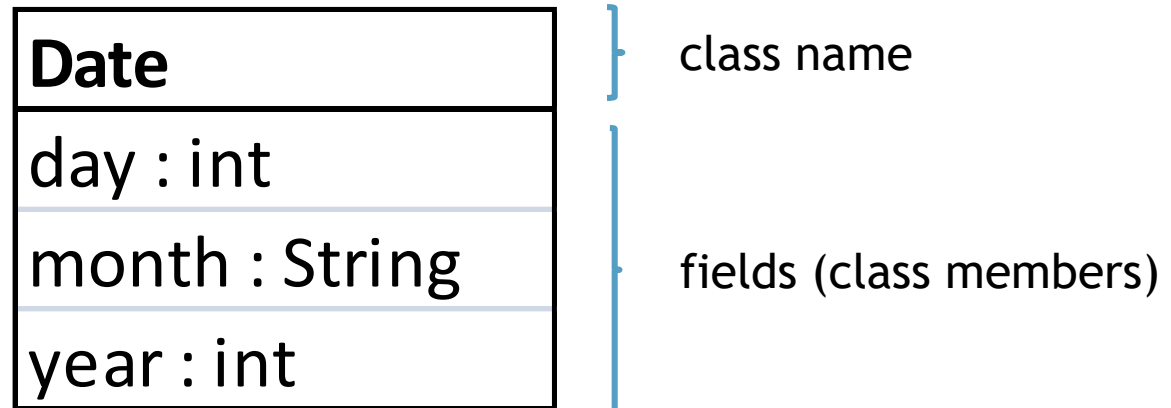 Date
class name
day : int
month : String
fields (class members)
year : int